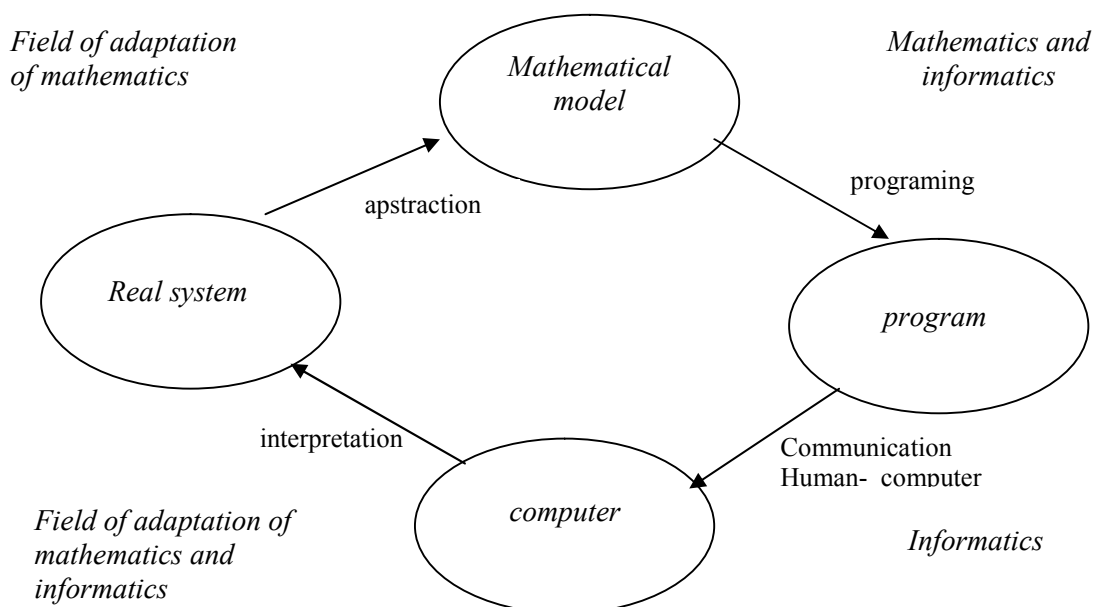 Field of adaptation
of mathematics
Mathematical
model
Mathematics and
informatics
programing
apstraction
Real system
program
interpretation
Communication
Human- computer
computer
Field of adaptation of
mathematics and
informatics
Informatics